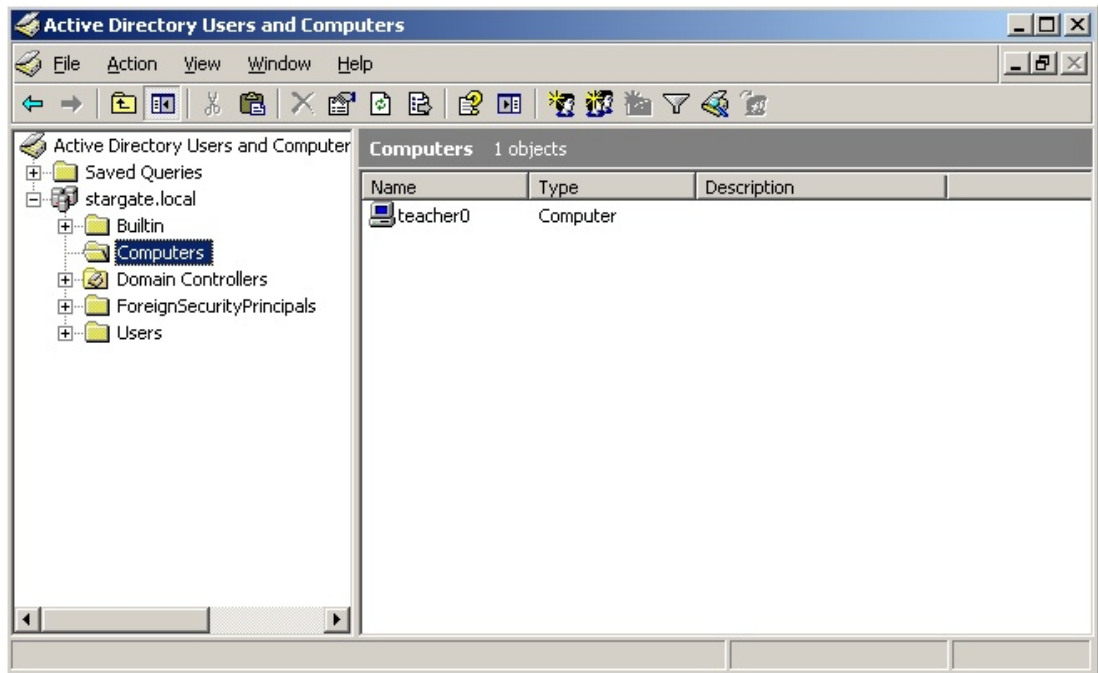 Active Directory Users and Computers
File Action View Window Help
Active Directory Users and Computer
Saved Queries
stargate.local
Builtin
Computers
Domain Controllers
ForeignSecurityPrincipals
Users
Computers 1 objects
Name Type Description
teacher0 Computer